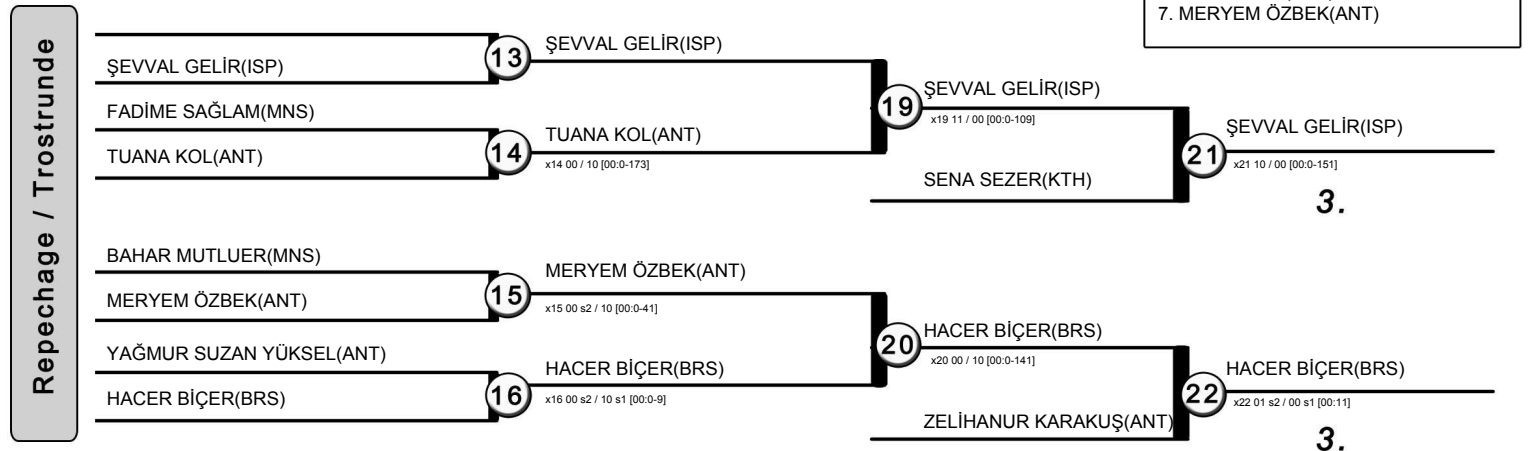 7. MERYEM ÖZBEK(ANT)
Repechage / Trostrunde
ŞEVVAL GELİR(ISP)
FADİME SAĞLAM(MNS)
TUANA KOL(ANT)
13
ŞEVVAL GELİR(ISP)
14
TUANA KOL(ANT)
x14 00 / 10 [00:0-173]
19
ŞEVVAL GELİR(ISP)
x19 11 / 00 [00:0-109]
SENA SEZER(KTH)
21
ŞEVVAL GELİR(ISP)
x21 10 / 00 [00:0-151]
3.
BAHAR MUTLUER(MNS)
MERYEM ÖZBEK(ANT)
YAĞMUR SUZAN YÜKSEL(ANT)
HACER BİÇER(BRS)
15
MERYEM ÖZBEK(ANT)
x15 00 s2 / 10 [00:0-41]
16
HACER BİÇER(BRS)
x16 00 s2 / 10 s1 [00:0-9]
20
HACER BİÇER(BRS)
x20 00 / 10 [00:0-141]
ZELİHANUR KARAKUŞ(ANT)
22
HACER BİÇER(BRS)
x22 01 s2 / 00 s1 [00:11]
3.